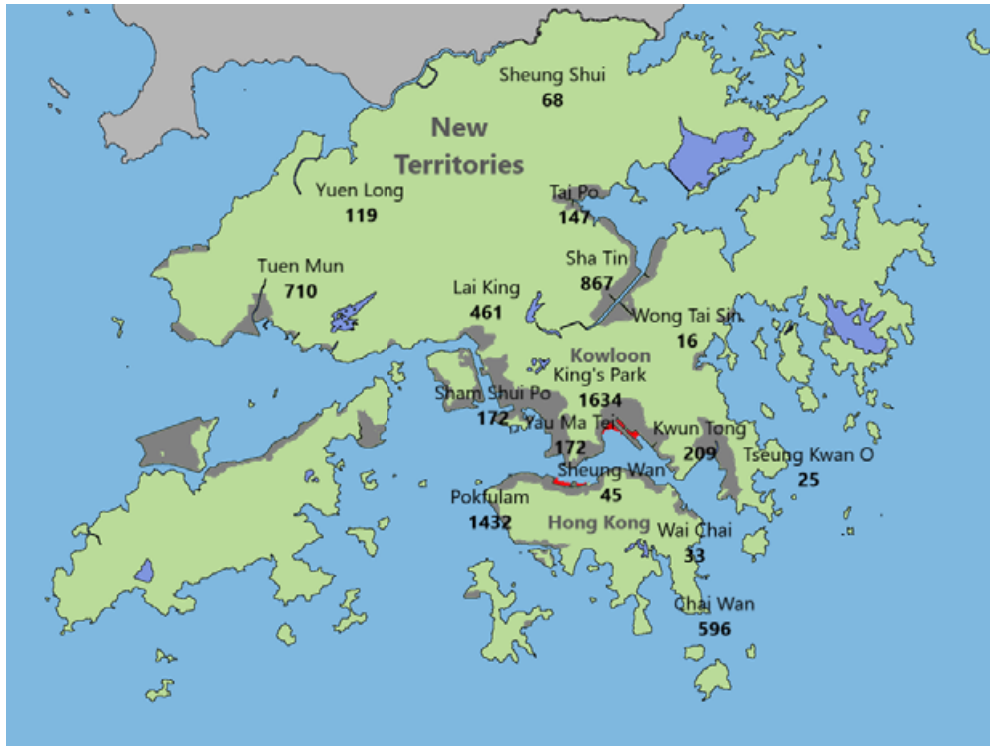 Sheung Shui
68
New
Territories
Yuen Long
119
Tai Po
147
Tuen Mun
710
Sha Tin
867
Lai King
461
Wong Tai Sin
16
Kowloon
King's Park
1634
Sham Shui Po
172
Yau Ma Tei
172
Kwun Tong
209
Tseung Kwan O
25
Sheung Wan
45
Pokfulam
1432
Hong Kong
Wai Chai
33
Chai Wan
596